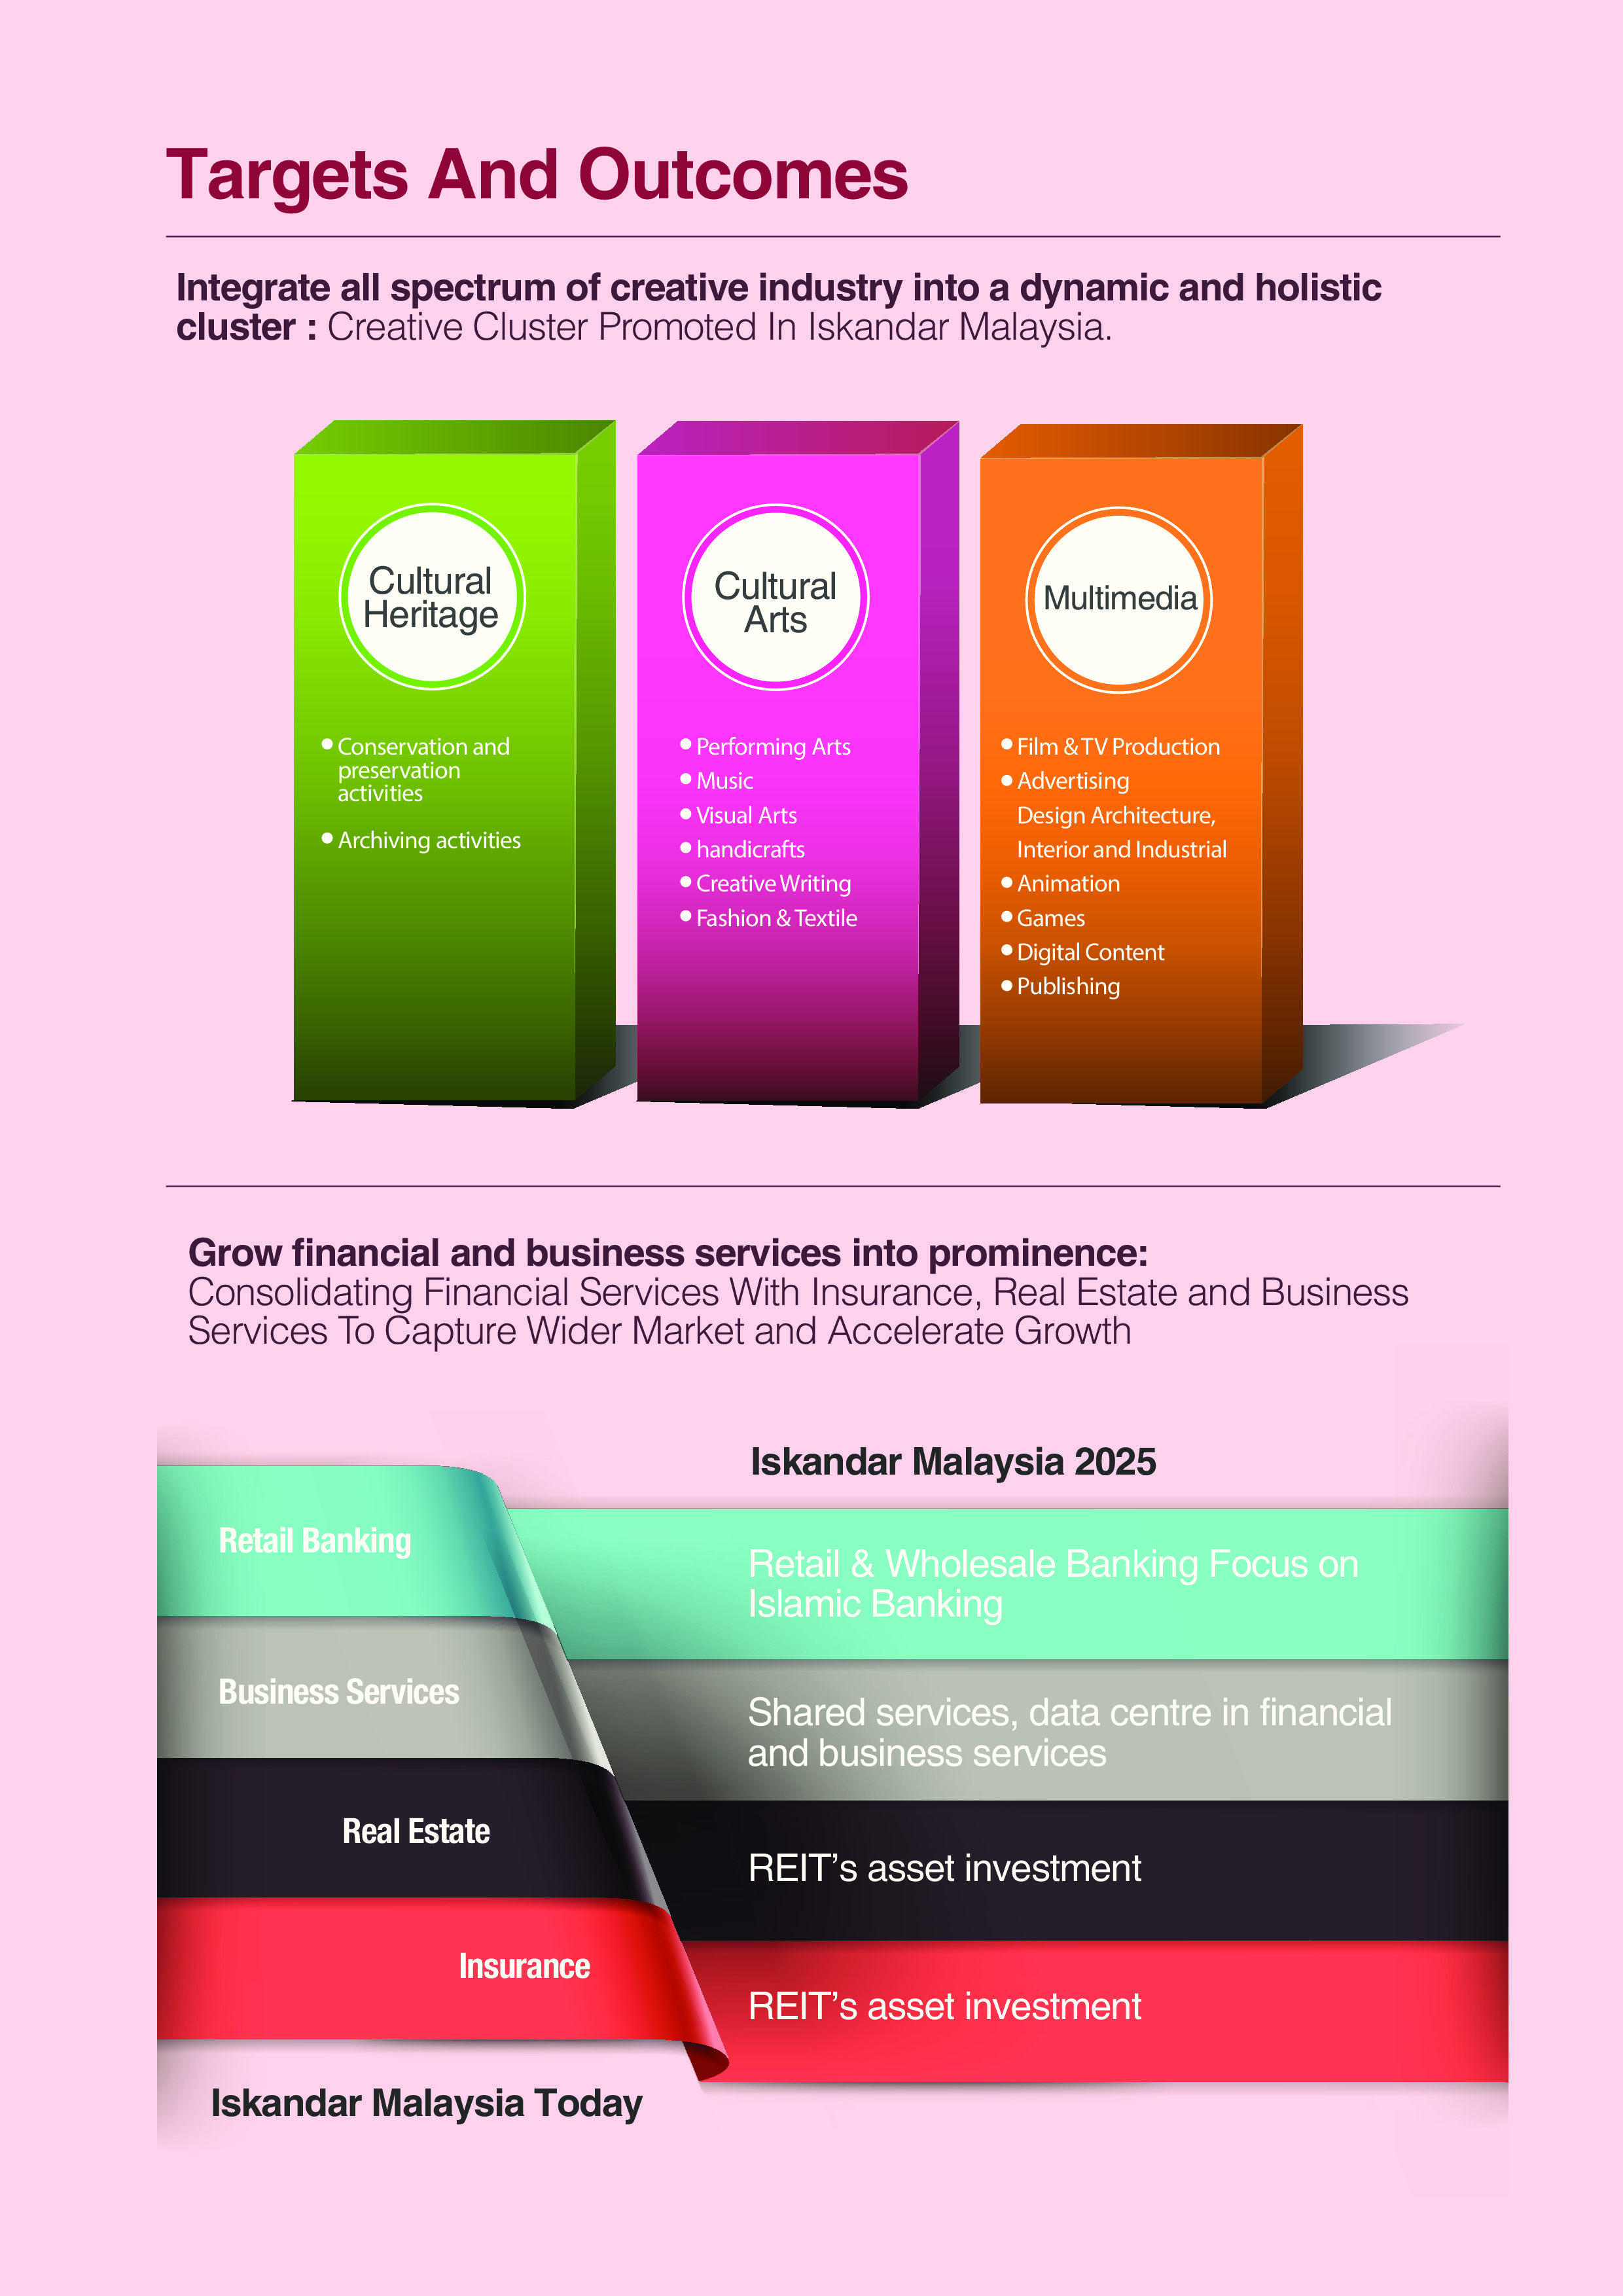 Targets And Outcomes
Integrate all spectrum of creative industry into a dynamic and holistic
cluster : Creative Cluster Promoted In Iskandar Malaysia.
Cultural
Heritage
• Conservation and
preservation
activities
• Archiving activities
Cultural
Arts
• Performing Arts
• Music
• Visual Arts
• handicrafts
• Creative Writing
• Fashion & Textile
Multimedia
• Film & TV Production
• Advertising
Design Architecture,
Interior and Industrial
• Animation
• Games
• Digital Content
• Publishing
Grow financial and business services into prominence:
Consolidating Financial Services With Insurance, Real Estate and Business
Services To Capture Wider Market and Accelerate Growth
Iskandar Malaysia 2025
Retail Banking
Retail & Wholesale Banking Focus on
Islamic Banking
Business Services
Shared services, data centre in financial
and business services
Real Estate
REIT’s asset investment
Insurance
REIT’s asset investment
Iskandar Malaysia Today